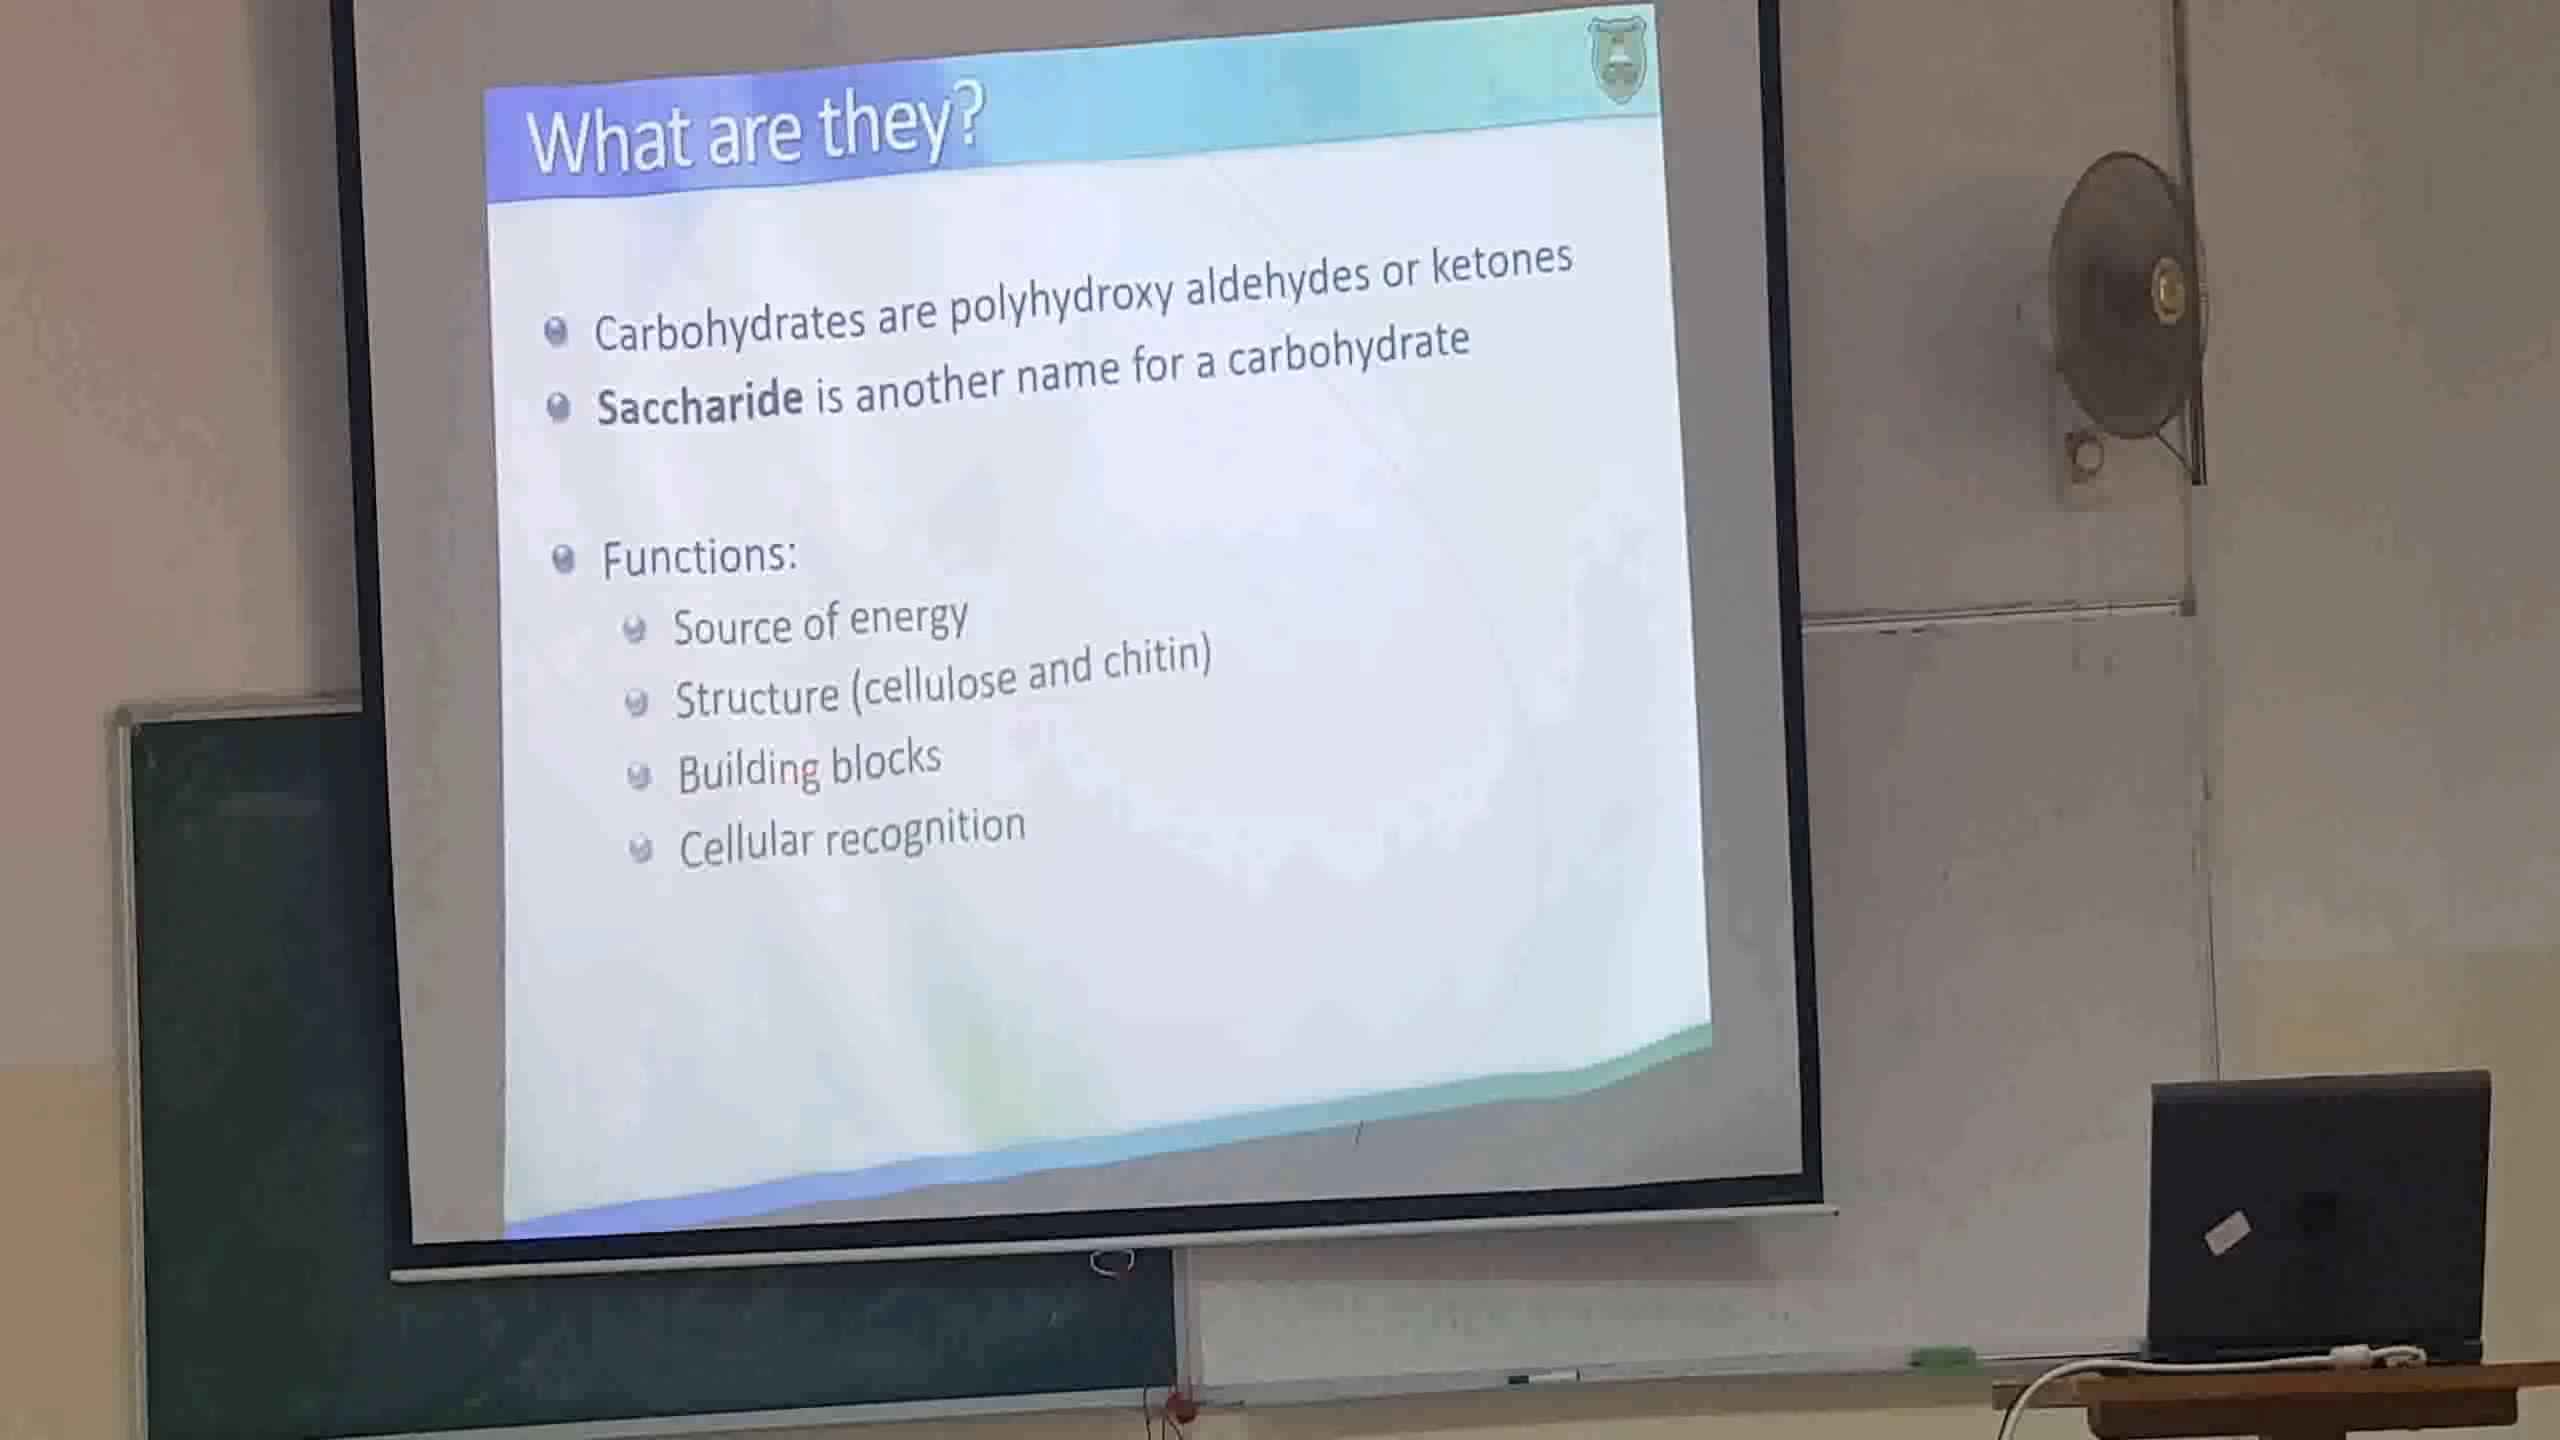 What are they?
Carbohydrates are polyhydroxy aldehydes or ketones
Saccharide is another name for a carbohydrate
Functions:
Source of energy
Structure (cellulose and chitin)
Building blocks
Cellular recognition